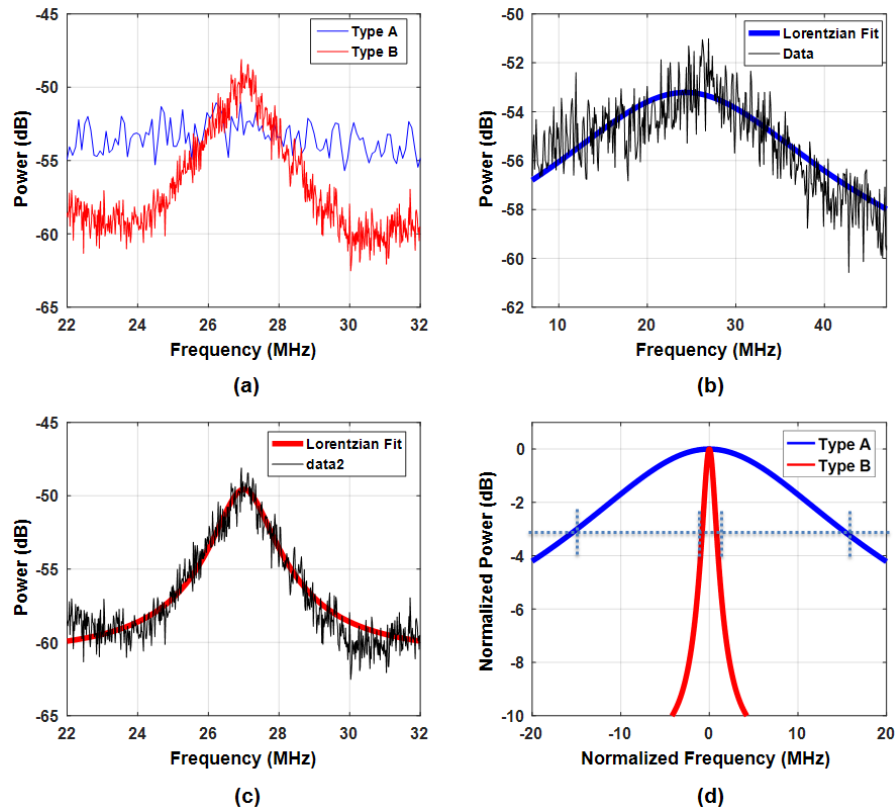 Type A
Type B
-45
-50
-55
-60
-65
Power (dB)
22 24 26 28 30 32
Frequency (MHz)
(a)
Lorentzian Fit
Data
-50
-52
-54
-56
-58
-60
-62
Power (dB)
10 20 30 40
Frequency (MHz)
(b)
Lorentzian Fit
data2
-45
-50
-55
-60
-65
Power (dB)
22 24 26 28 30 32
Frequency (MHz)
(c)
Type A
Type B
0
-2
-4
-6
-8
-10
Normalized Power (dB)
-20 -10 0 10 20
Normalized Frequency (MHz)
(d)